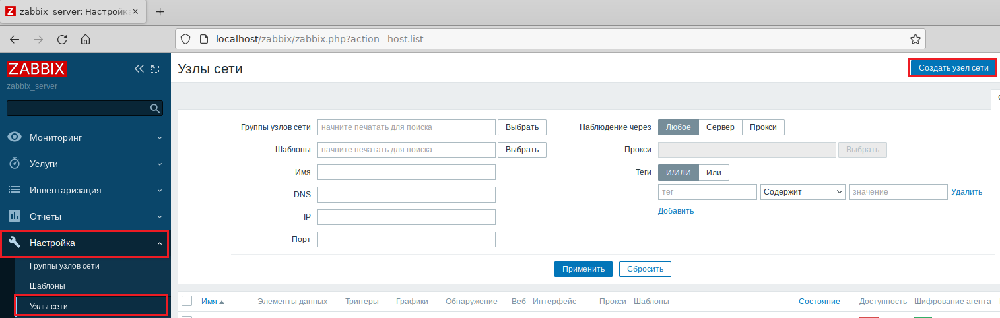 Z zabbix_server: Настройка
localhost/zabbix/zabbix.php?action=host.list
ZABBIX
zabbix_server
Мониторинг
Услуги
Инвентаризация
Отчеты
Настройка
Группы узлов сети
Шаблоны
Узлы сети
Узлы сети
Создать узел сети
Группы узлов сети начните печатать для поиска Выбрать
Шаблоны начните печатать для поиска Выбрать
Имя
DNS
IP
Порт
Наблюдение через Любое Сервер Прокси
Прокси Выбрать
Теги И/ИЛИ Или
тег Содержит значение Удалить
Добавить
Применить Сбросить
Имя Элементы данных Триггеры Графики Обнаружение Веб Интерфейс Прокси Шаблоны Состояние Доступность Шифрование агента